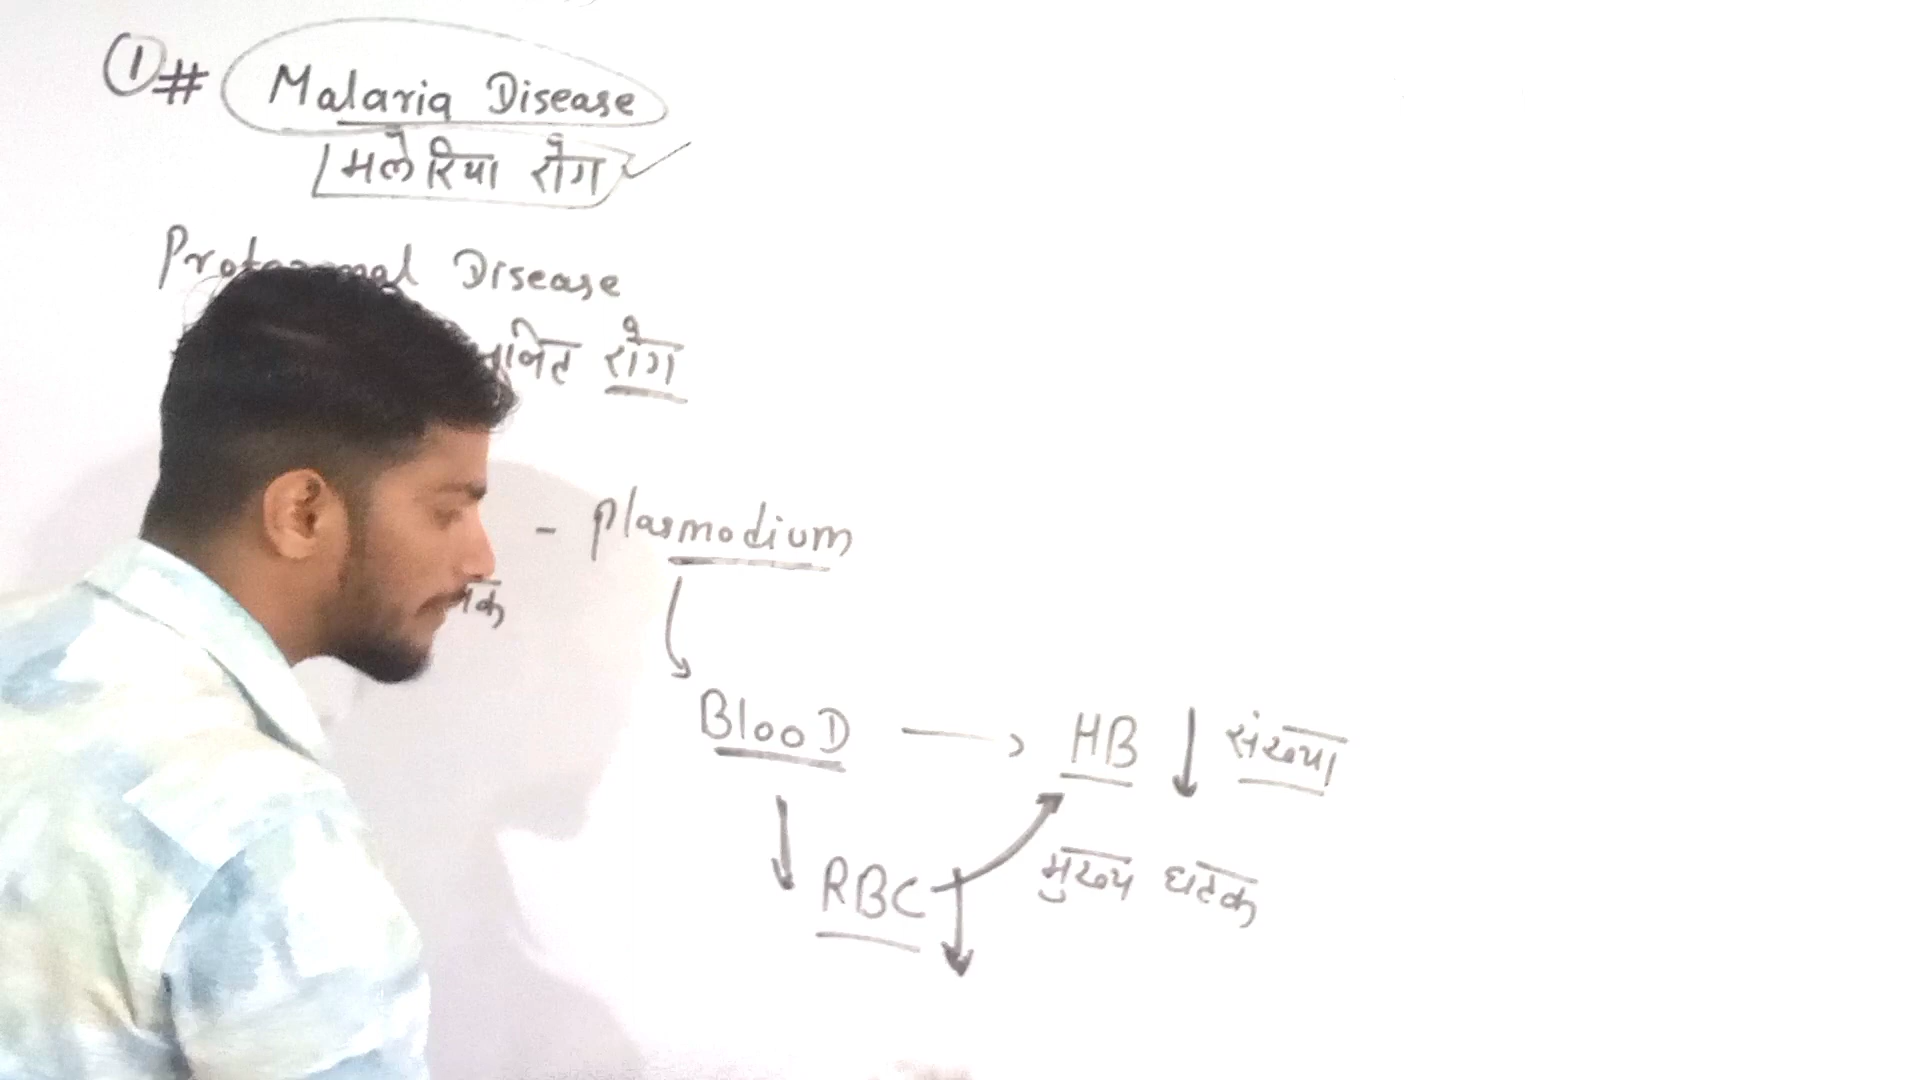 ① # Malaria Disease
मलेरिया रोग
Disease
रोग
- Plasmodium
BlooD → HB ↓ संख्या
RBC ↓ मुख्य घटक